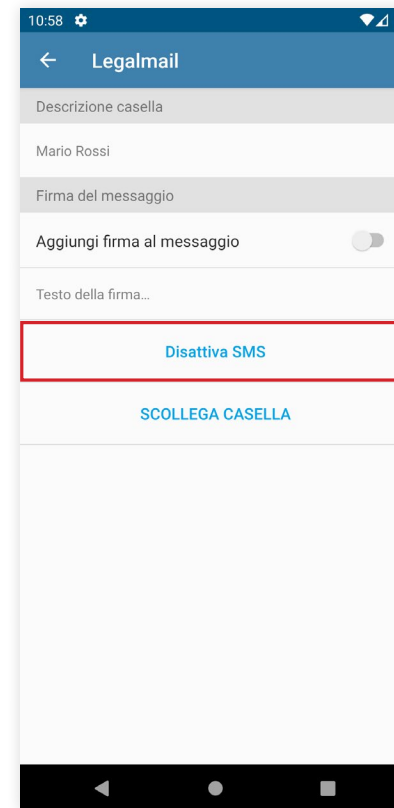 10:58
Legalmail
Descrizione casella
Mario Rossi
Firma del messaggio
Aggiungi firma al messaggio
Testo della firma...
Disattiva SMS
SCOLLEGA CASELLA